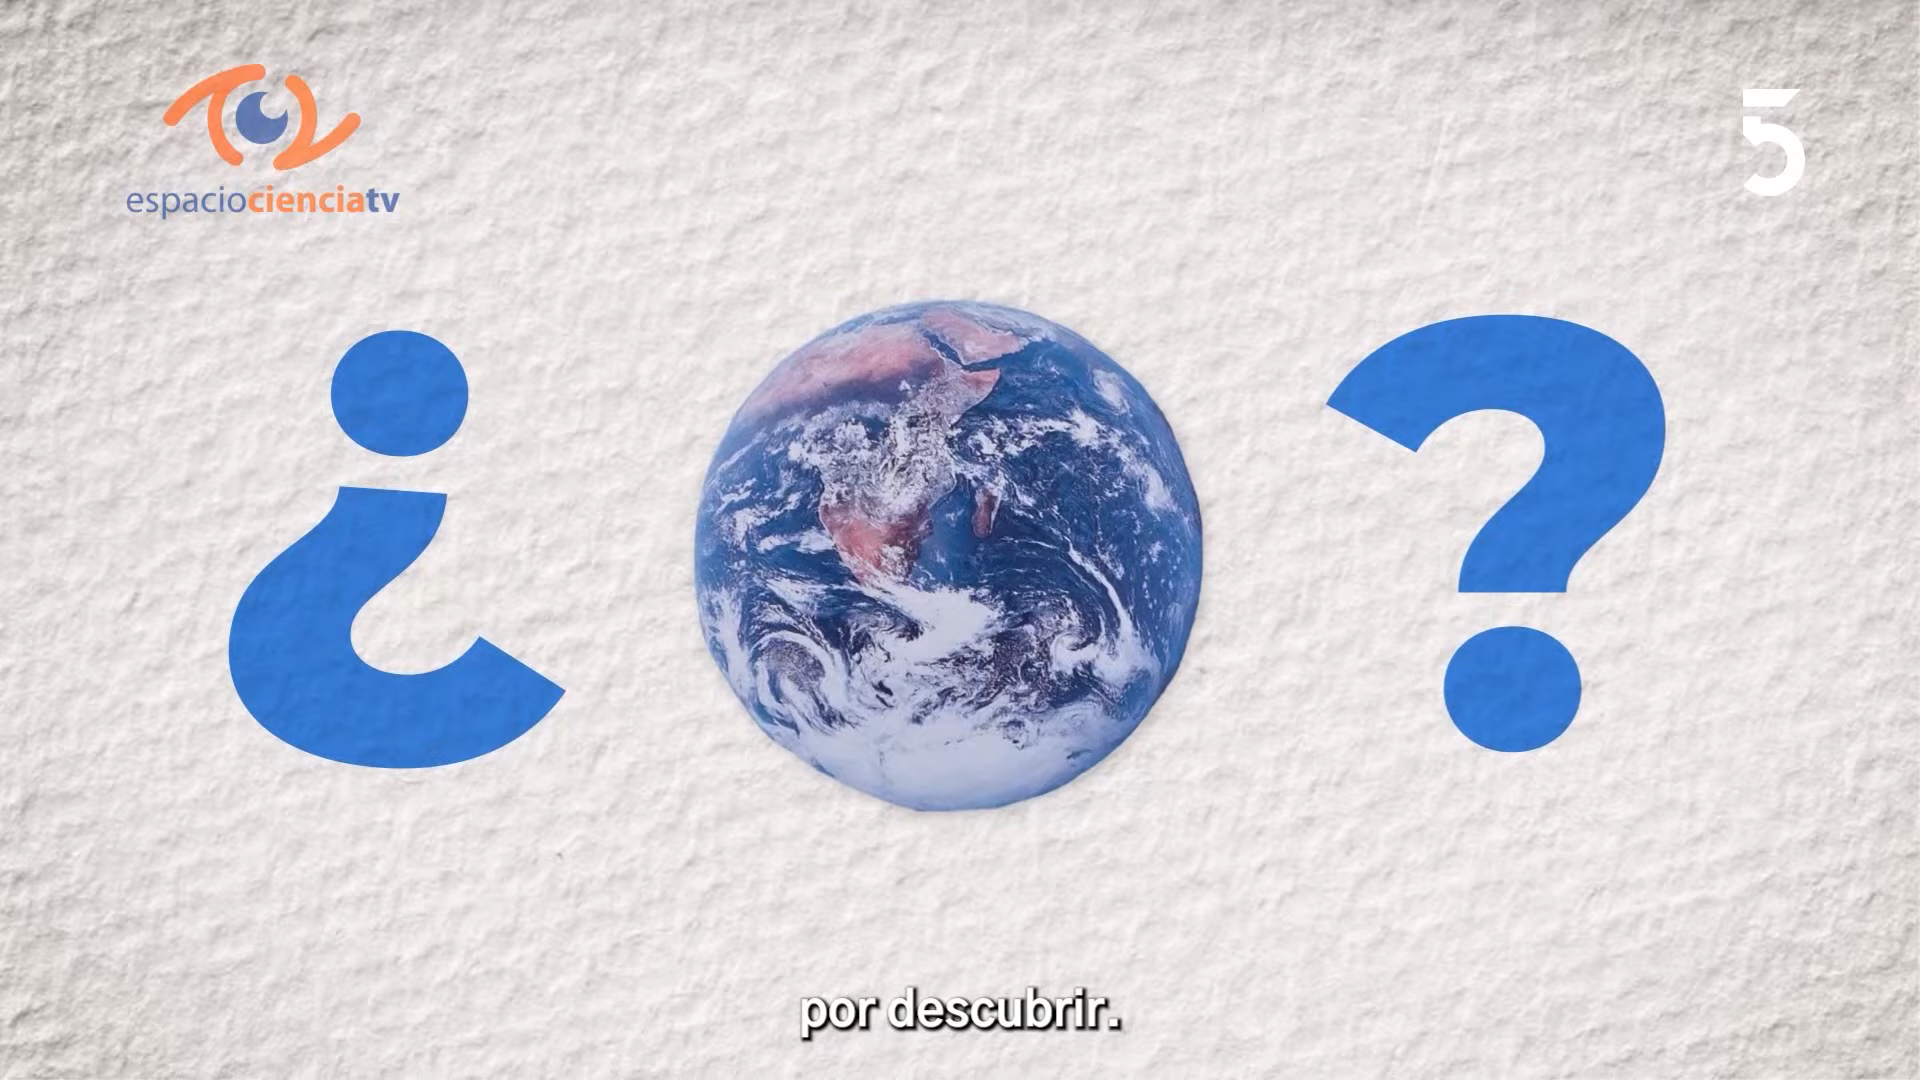 espaciocienciatv
5
¿ ?
por descubrir.